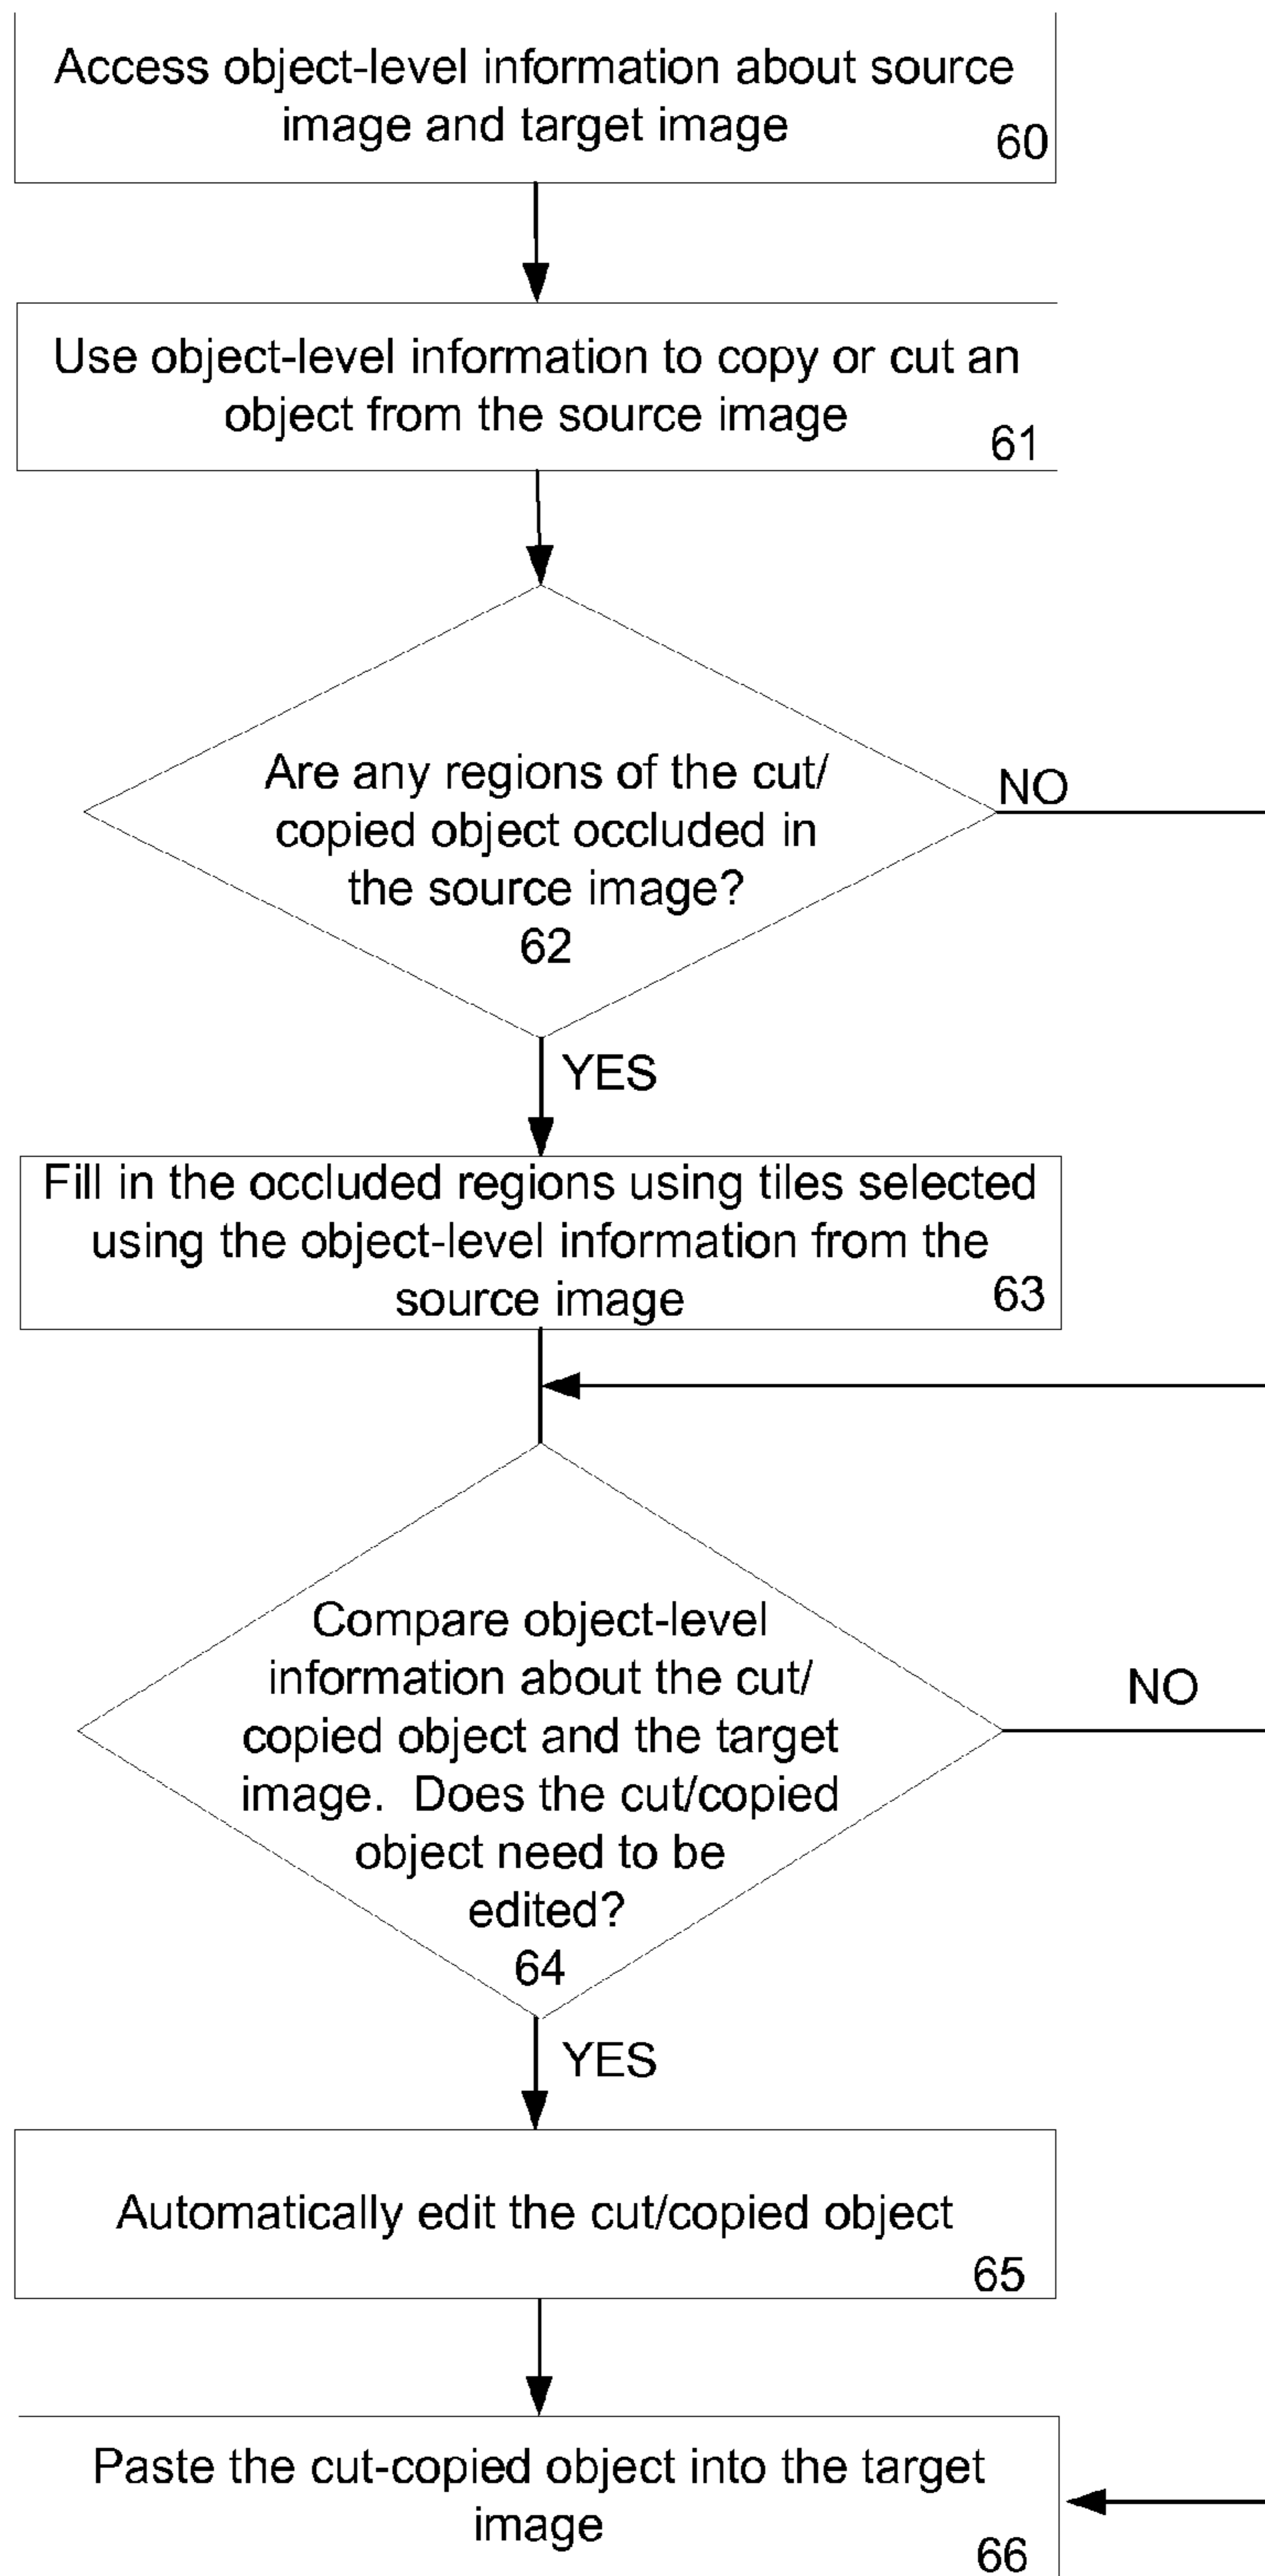 Access object-level information about source
image and target image
60
Use object-level information to copy or cut an
object from the source image
61
Are any regions of the cut/
copied object occluded in
the source image?
62
NO
YES
Fill in the occluded regions using tiles selected
using the object-level information from the
source image
63
Compare object-level
information about the cut/
copied object and the target
image.  Does the cut/copied
object need to be
edited?
64
NO
YES
Automatically edit the cut/copied object
65
Paste the cut-copied object into the target
image
66